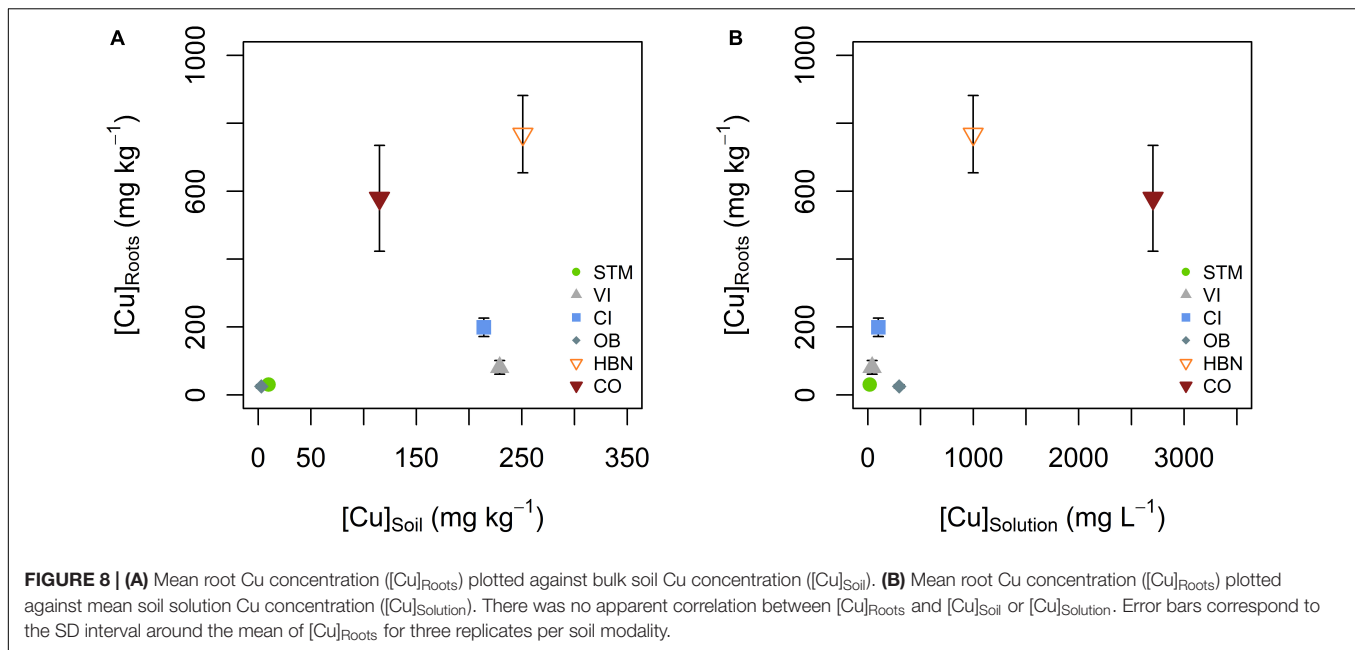 A
1000
600
200
0
[Cu]Roots (mg kg−1)
STM
VI
CI
OB
HBN
CO
0 50 150 250 350
[Cu]Soil (mg kg−1)
B
1000
600
200
0
[Cu]Roots (mg kg−1)
STM
VI
CI
OB
HBN
CO
0 1000 2000 3000
[Cu]Solution (mg L−1)
FIGURE 8 | (A) Mean root Cu concentration ([Cu]Roots) plotted against bulk soil Cu concentration ([Cu]Soil). (B) Mean root Cu concentration ([Cu]Roots) plotted
against mean soil solution Cu concentration ([Cu]Solution). There was no apparent correlation between [Cu]Roots and [Cu]Soil or [Cu]Solution. Error bars correspond to
the SD interval around the mean of [Cu]Roots for three replicates per soil modality.